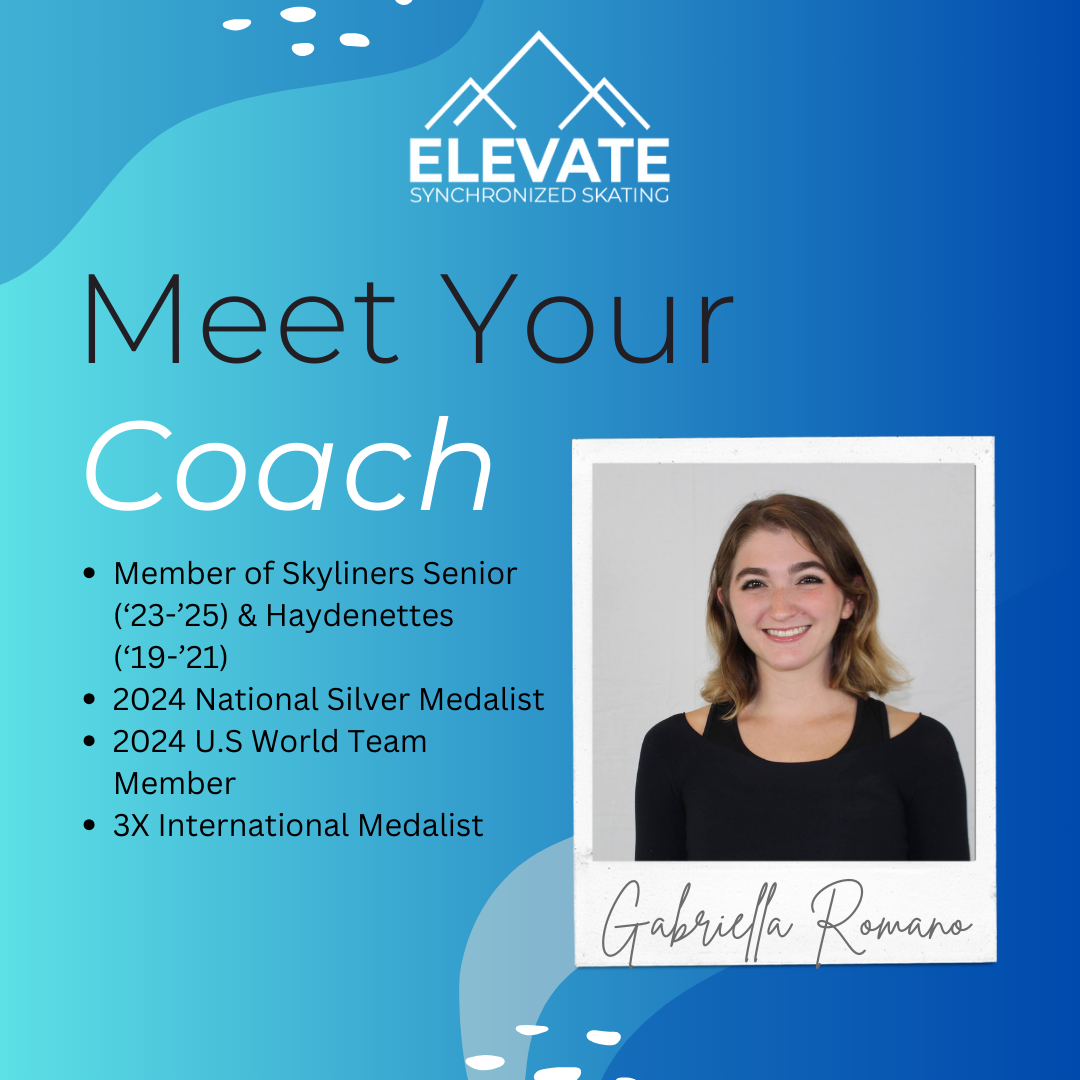 ELEVATE
SYNCHRONIZED SKATING
Meet Your
Coach
• Member of Skyliners Senior
(‘23-’25) & Haydenettes
(‘19-’21)
• 2024 National Silver Medalist
• 2024 U.S World Team
Member
• 3X International Medalist
Gabriella Romano